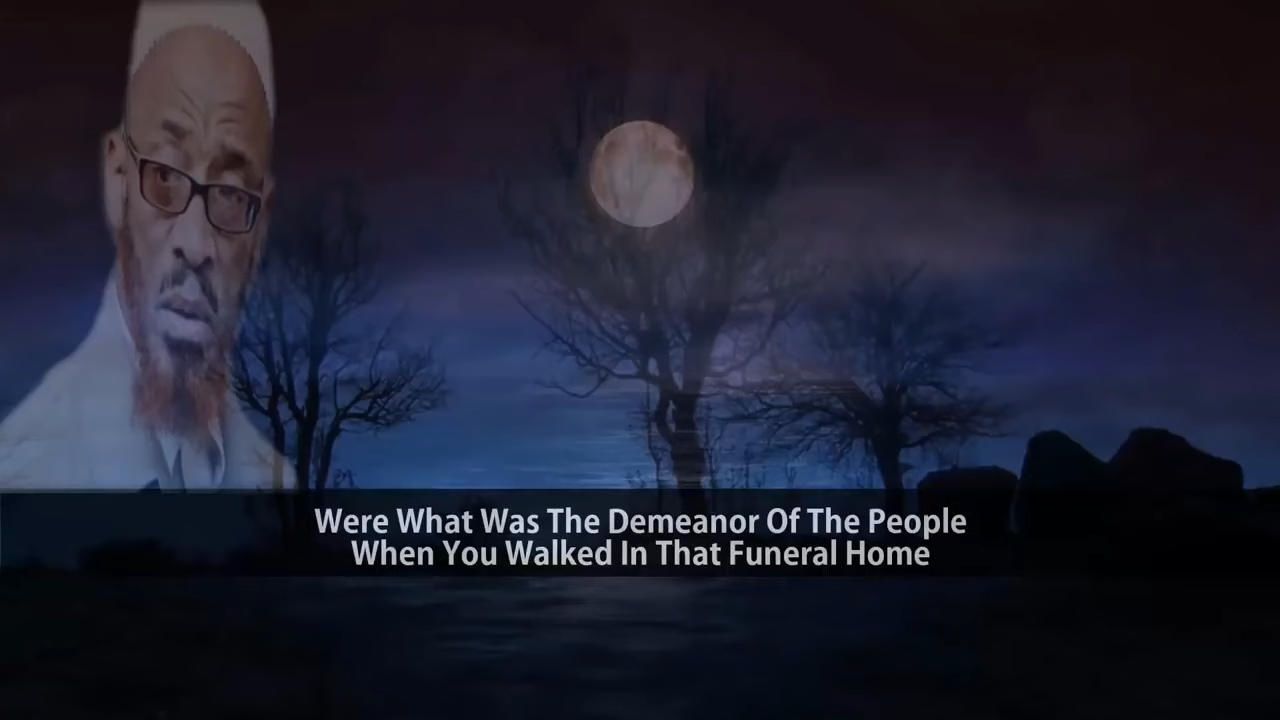 Were What Was The Demeanor Of The People
When You Walked In That Funeral Home